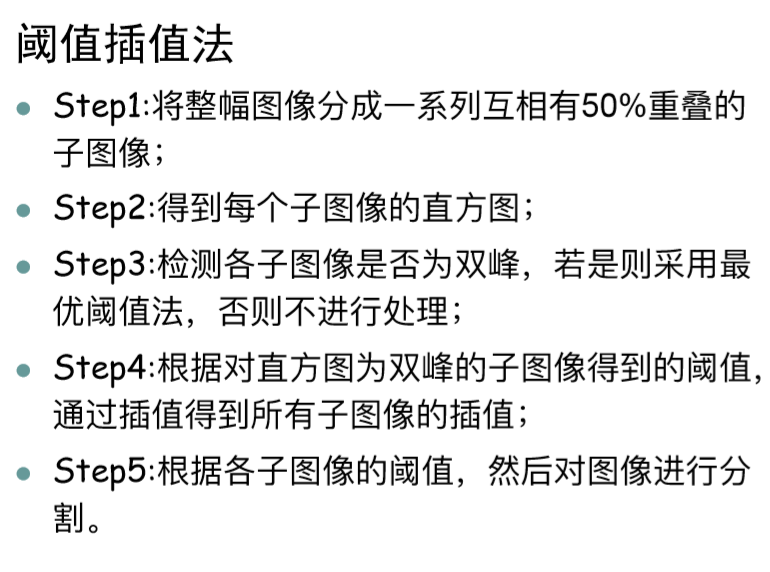 阈值插值法
Step1:将整幅图像分成一系列互相有50%重叠的
子图像；
Step2:得到每个子图像的直方图；
Step3:检测各子图像是否为双峰，若是则采用最
优阈值法，否则不进行处理；
Step4:根据对直方图为双峰的子图像得到的阈值，
通过插值得到所有子图像的插值；
Step5:根据各子图像的阈值，然后对图像进行分
割。